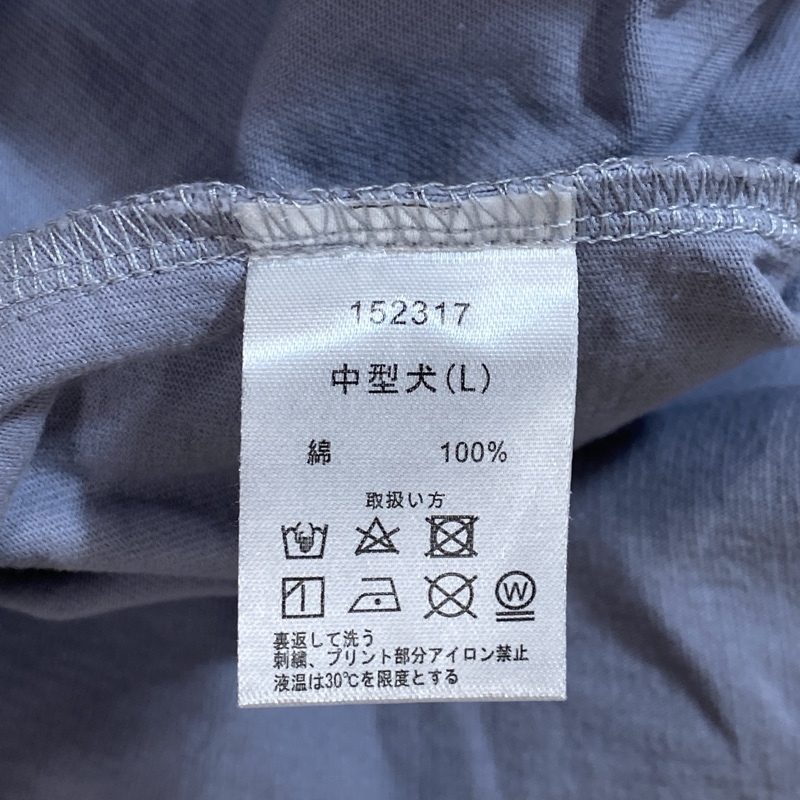 152317
中型犬(L)
綿 100%
取扱い方
W
裏返して洗う
刺繍、プリント部分アイロン禁止
液温は30℃を限度とする